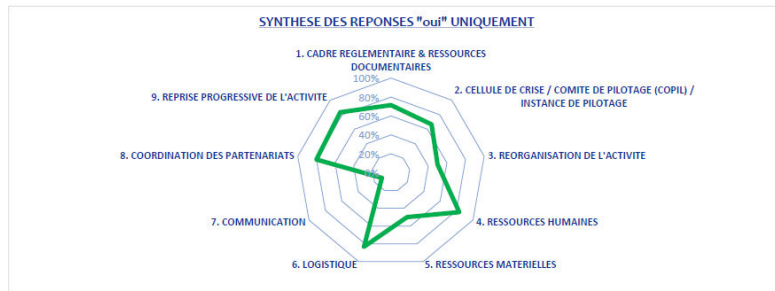 SYNTHESE DES REPONSES "oui" UNIQUEMENT
1. CADRE REGLEMENTAIRE & RESSOURCES
DOCUMENTAIRES
100%
80%
60%
40%
20%
0%
2. CELLULE DE CRISE / COMITE DE PILOTAGE (COPIL) /
INSTANCE DE PILOTAGE
3. REORGANISATION DE L'ACTIVITE
4. RESSOURCES HUMAINES
5. RESSOURCES MATERIELLES
6. LOGISTIQUE
7. COMMUNICATION
8. COORDINATION DES PARTENARIATS
9. REPRISE PROGRESSIVE DE L'ACTIVITE